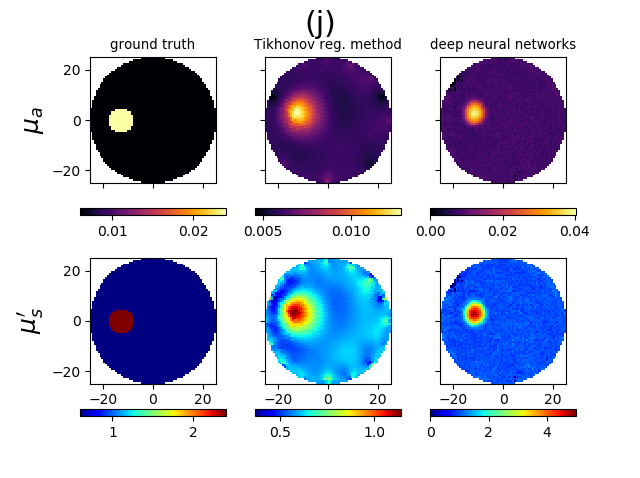 (j)
ground truth
Tikhonov reg. method
deep neural networks
μa
20
0
−20
0.01 0.02
0.005 0.010
0.00 0.02 0.04
μ′s
20
0
−20
−20 0 20
−20 0 20
−20 0 20
1 2
0.5 1.0
0 2 4